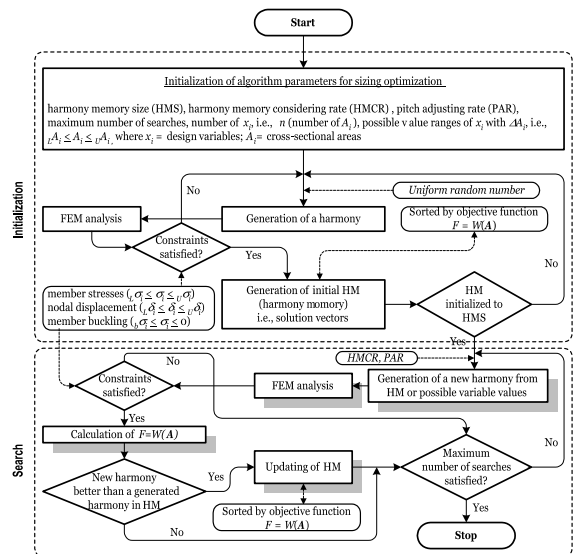 Start
Initialization of algorithm parameters for sizing optimization
harmony memory size (HMS), harmony memory considering rate (HMCR) , pitch adjusting rate (PAR),
maximum number of searches, number of xi, i.e., n (number of Ai), possible v alue ranges of xi with ΔAi, i.e.,
LAi ≤ Ai ≤ UAi , where xi = design variables; Ai= cross-sectional areas
Initialization
No
Uniform random number
FEM analysis
Generation of a harmony
Sorted by objective function
F = W(A)
Constraints
satisfied?
Yes
No
Generation of initial HM
(harmony momory)
i.e., solution vectors
HM
initialized to
HMS
member stresses (Lσi ≤ σi ≤ Uσi)
nodal displacement (Lδi ≤ δi ≤ Uδi)
member buckling (bσi ≤ σi ≤ 0)
Yes
Search
No
HMCR, PAR
Constraints
satisfied?
FEM analysis
Generation of a new harmony from
HM or possible variable values
Yes
Calculation of F=W(A)
No
New harmony
better than a generated
harmony in HM
Yes
Updating of HM
Maximum
number of searches
satisfied?
Sorted by objective function
F = W(A)
No
Yes
Stop